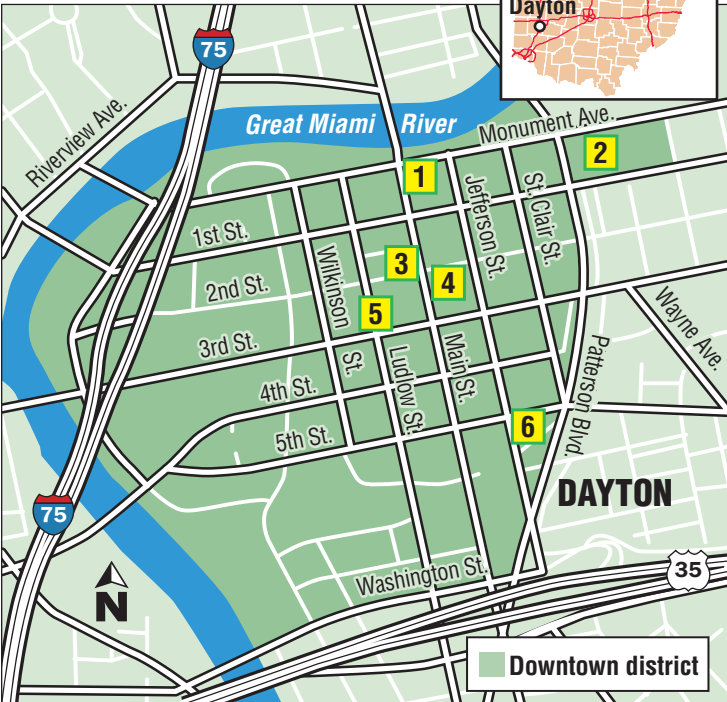 Dayton
75
Riverview Ave.
Great Miami River
Monument Ave.
2
1
Jefferson St.
St. Clair St.
1st St.
Wilkinson St.
3
2nd St.
4
5
Wayne Ave.
3rd St.
Ludlow St.
Main St.
Patterson Blvd.
4th St.
5th St.
6
DAYTON
75
N
Washington St.
35
Downtown district